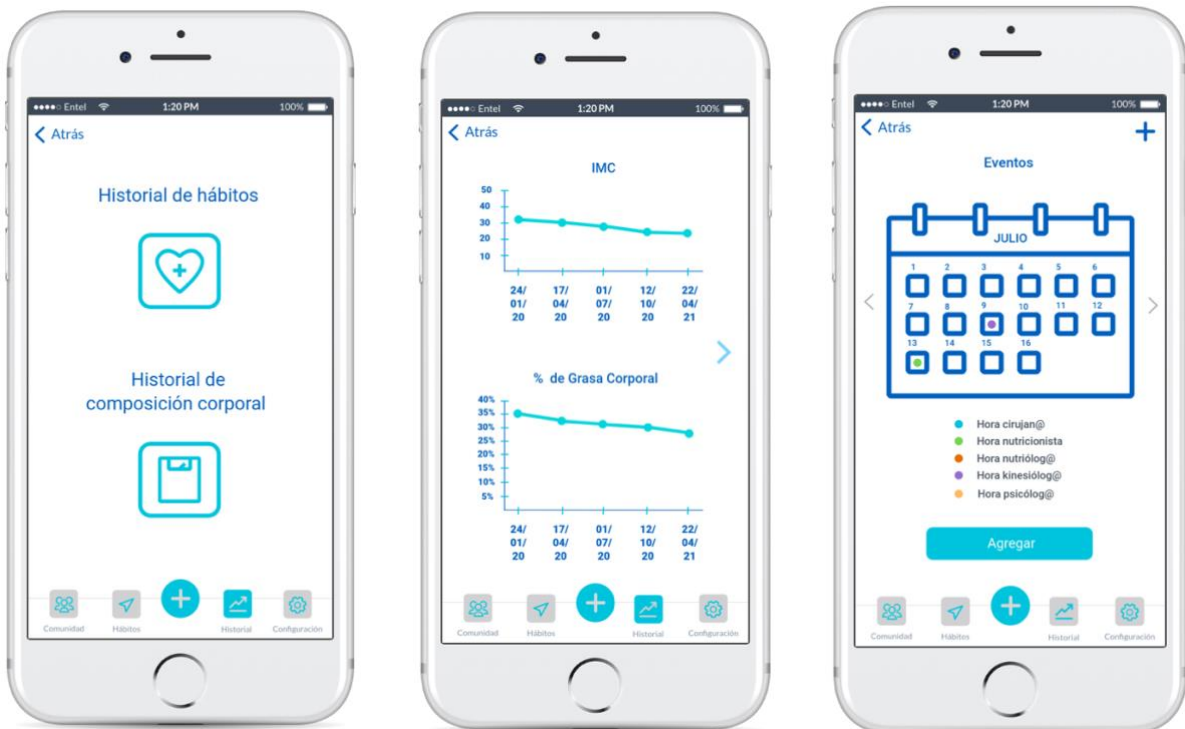 Entel
1:20 PM
100%
Atrás
Historial de hábitos
Historial de
composición corporal
Comunidad
Hábitos
Historial
Configuración
Entel
1:20 PM
100%
Atrás
IMC
50
40
30
20
10
24/ 17/ 01/ 12/ 22/
01/ 04/ 07/ 10/ 04/
20 20 20 20 21
% de Grasa Corporal
40%
35%
30%
25%
20%
15%
10%
5%
24/ 17/ 01/ 12/ 22/
01/ 04/ 07/ 10/ 04/
20 20 20 20 21
Comunidad
Hábitos
Historial
Configuración
Entel
1:20 PM
100%
Atrás
+
Eventos
JULIO
1 2 3 4 5 6
7 8 9 10 11 12
13 14 15 16
Hora cirujan@
Hora nutricionista
Hora nutriólog@
Hora kinesiólog@
Hora psicólog@
Agregar
Comunidad
Hábitos
Historial
Configuración